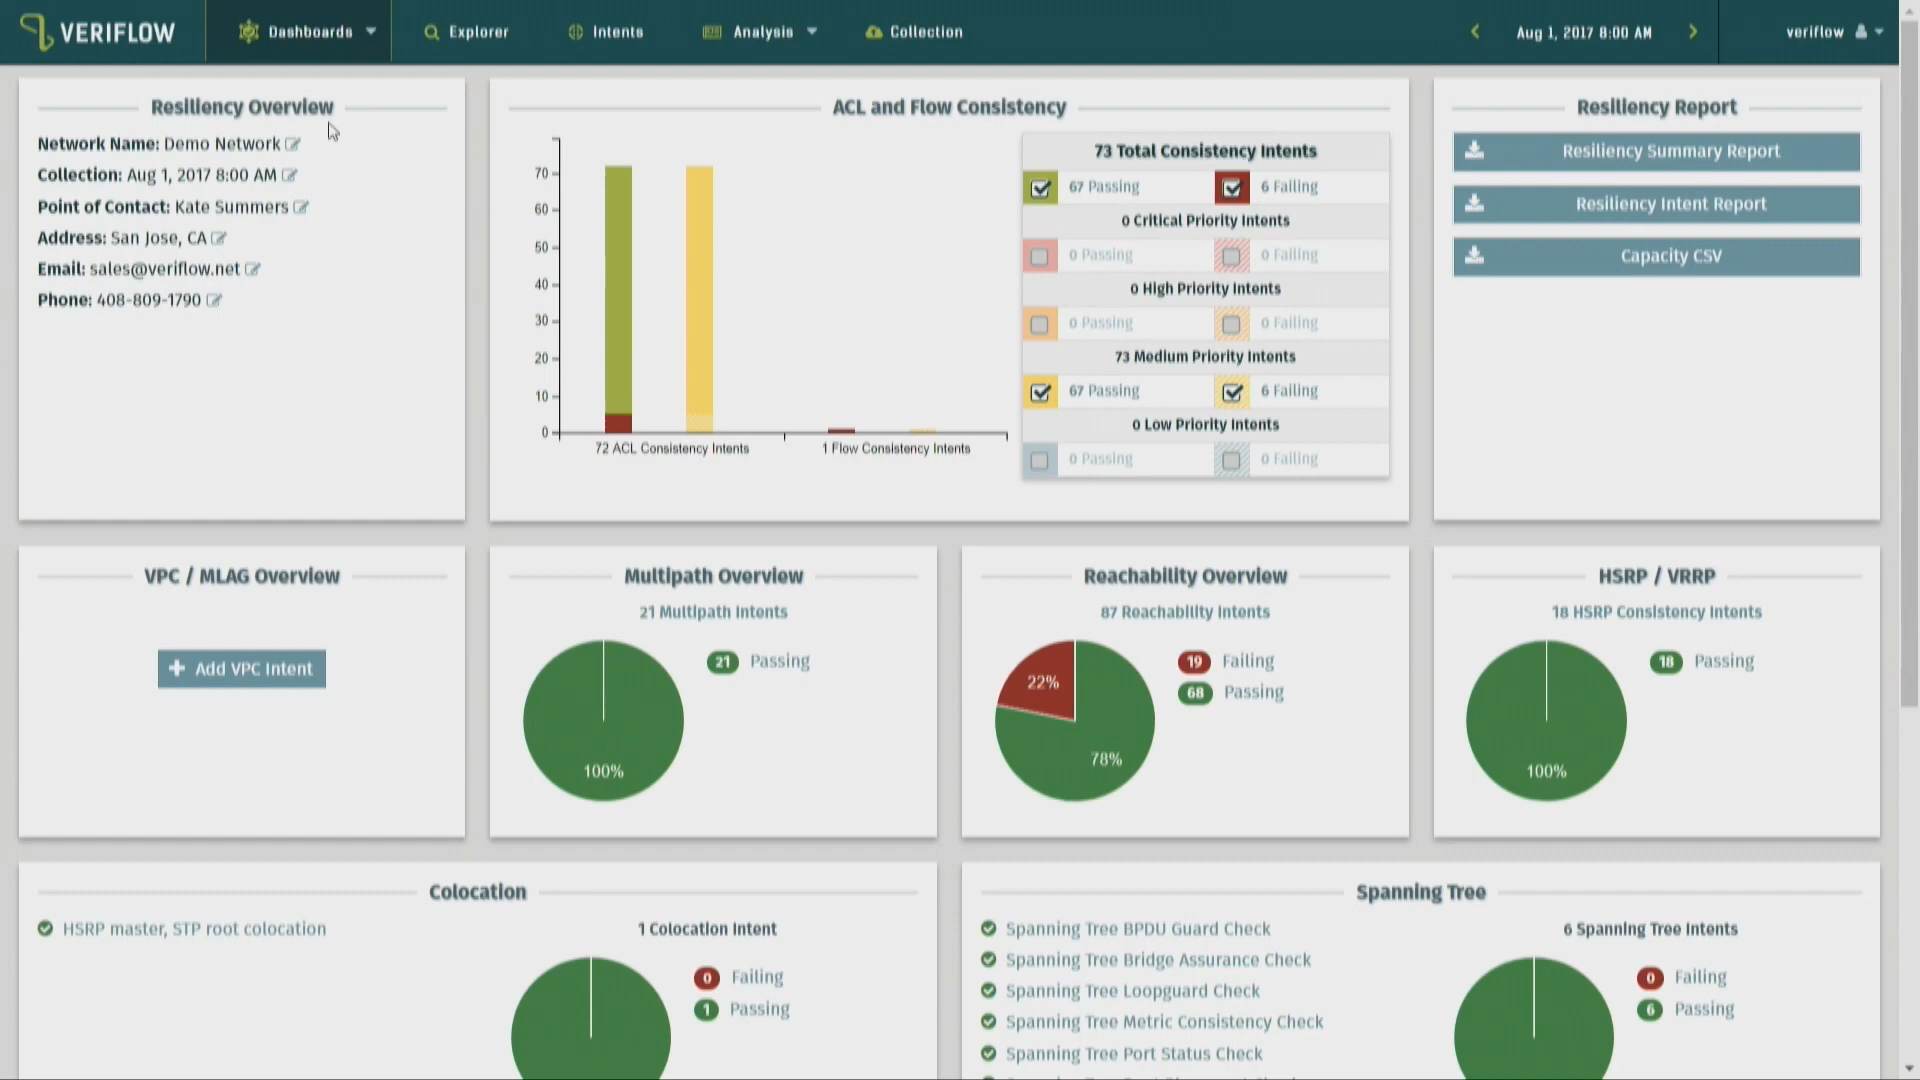 VERIFLOW
Dashboards
Explorer
Intents
Analysis
Collection
Aug 1, 2017 8:00 AM
veriflow
Resiliency Overview
Network Name: Demo Network
Collection: Aug 1, 2017 8:00 AM
Point of Contact: Kate Summers
Address: San Jose, CA
Email: sales@veriflow.net
Phone: 408-809-1790
ACL and Flow Consistency
70
60
50
40
30
20
10
0
72 ACL Consistency Intents
1 Flow Consistency Intents
73 Total Consistency Intents
67 Passing 6 Failing
0 Critical Priority Intents
0 Passing 0 Failing
0 High Priority Intents
0 Passing 0 Failing
73 Medium Priority Intents
67 Passing 6 Failing
0 Low Priority Intents
0 Passing 0 Failing
Resiliency Report
Resiliency Summary Report
Resiliency Intent Report
Capacity CSV
VPC / MLAG Overview
Add VPC Intent
Multipath Overview
21 Multipath Intents
21 Passing
100%
Reachability Overview
87 Reachability Intents
19 Failing
68 Passing
22%
78%
HSRP / VRRP
18 HSRP Consistency Intents
18 Passing
100%
Colocation
HSRP master, STP root colocation
1 Colocation Intent
0 Failing
1 Passing
Spanning Tree
Spanning Tree BPDU Guard Check
Spanning Tree Bridge Assurance Check
Spanning Tree Loopguard Check
Spanning Tree Metric Consistency Check
Spanning Tree Port Status Check
6 Spanning Tree Intents
0 Failing
6 Passing